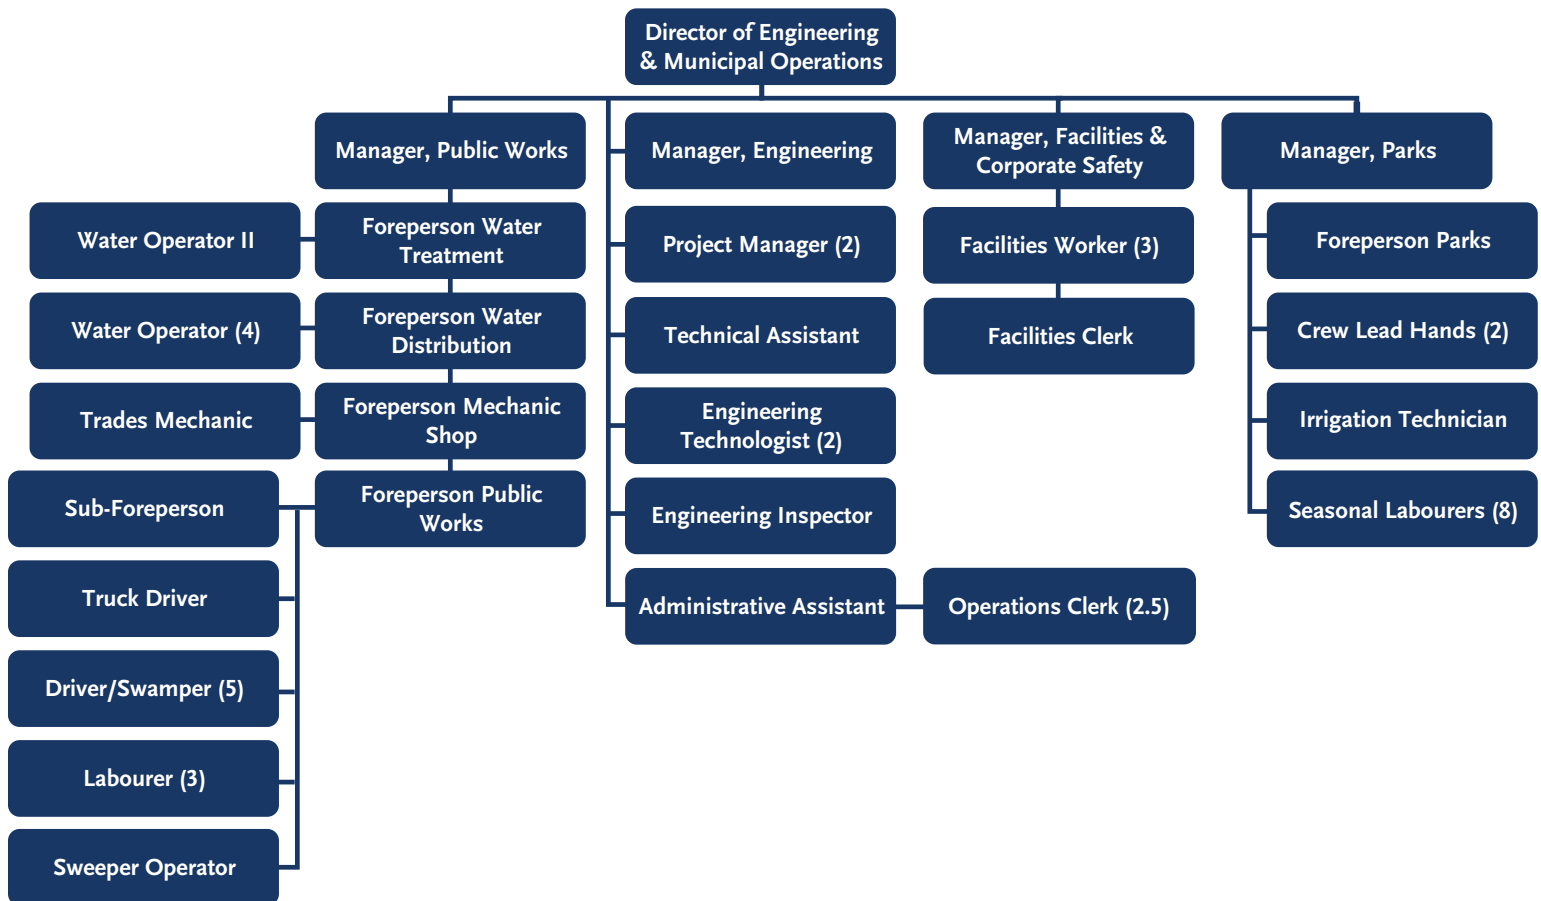 Director of Engineering
& Municipal Operations
Manager, Public Works
Manager, Engineering
Manager, Facilities &
Corporate Safety
Manager, Parks
Water Operator II
Foreperson Water
Treatment
Project Manager (2)
Facilities Worker (3)
Foreperson Parks
Water Operator (4)
Foreperson Water
Distribution
Technical Assistant
Facilities Clerk
Crew Lead Hands (2)
Trades Mechanic
Foreperson Mechanic
Shop
Engineering
Technologist (2)
Irrigation Technician
Sub-Foreperson
Foreperson Public
Works
Engineering Inspector
Seasonal Labourers (8)
Truck Driver
Administrative Assistant
Operations Clerk (2.5)
Driver/Swamper (5)
Labourer (3)
Sweeper Operator